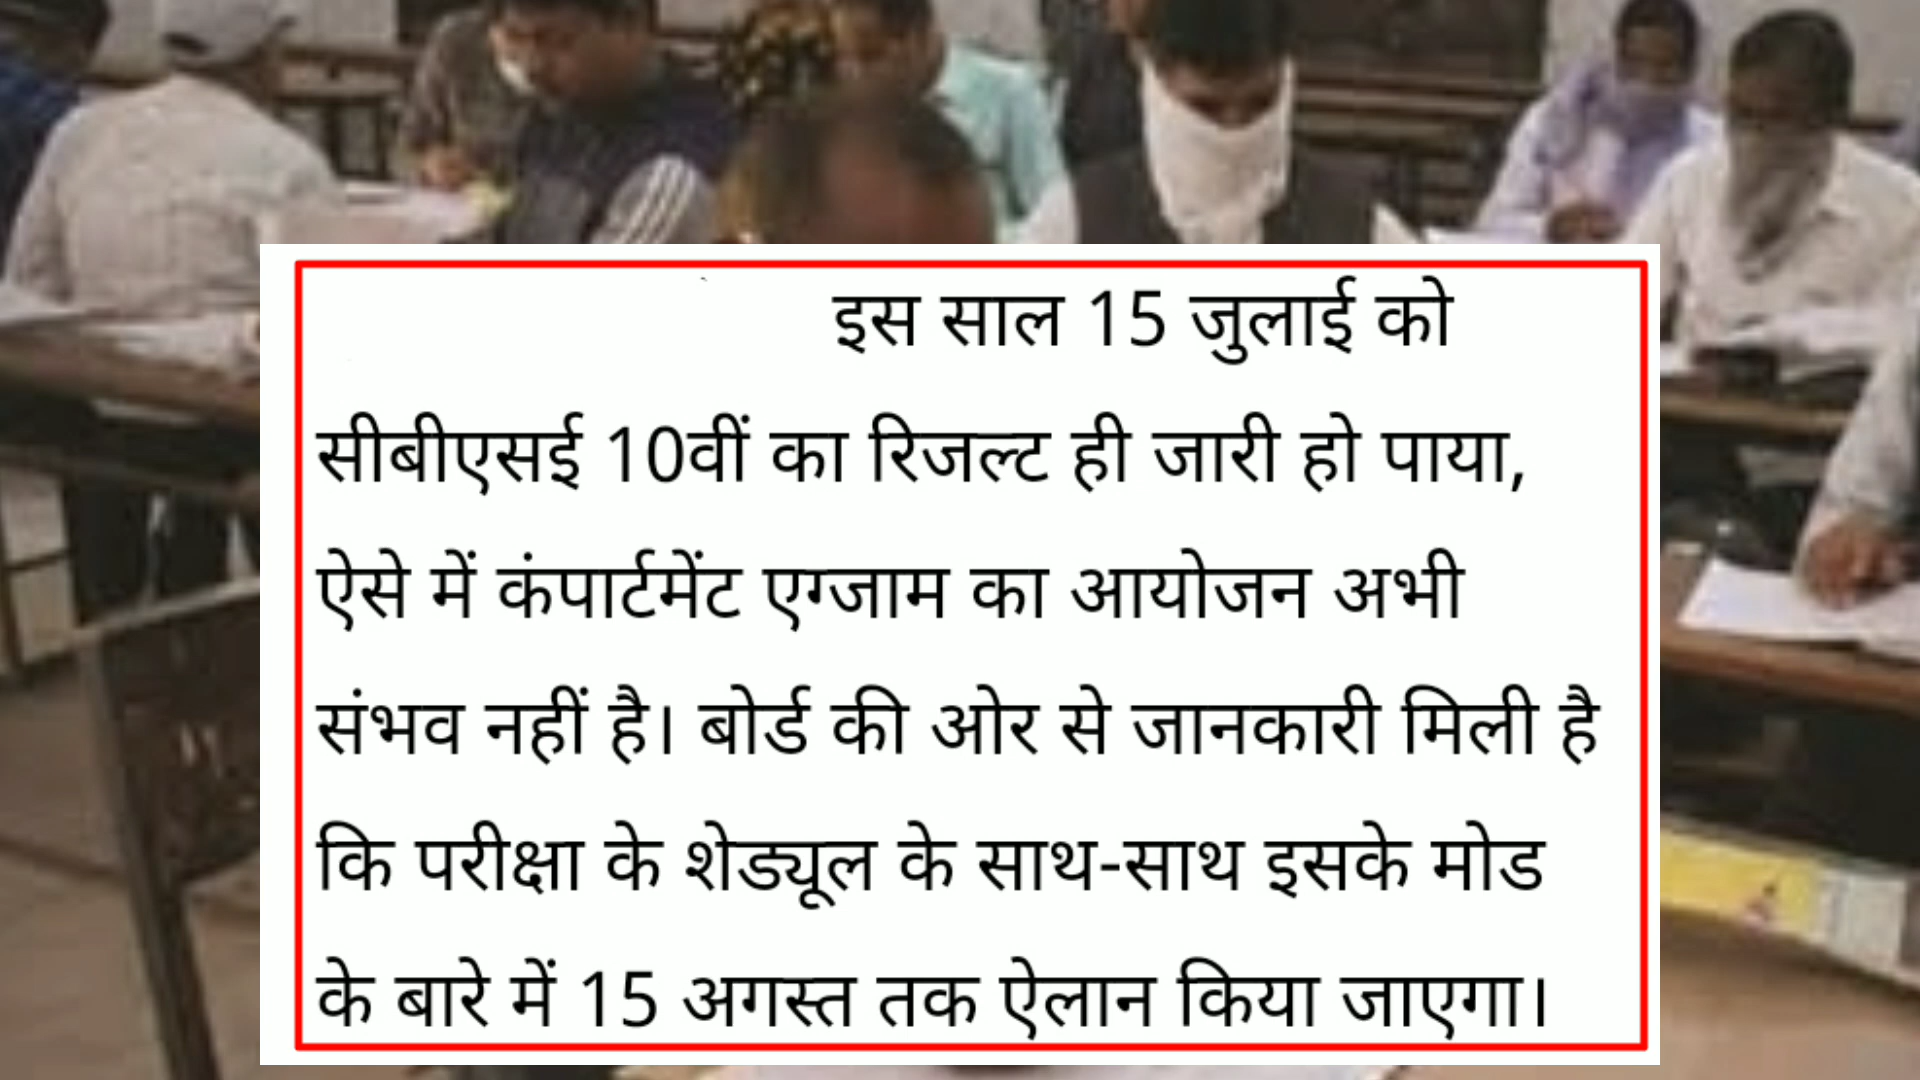 इस साल 15 जुलाई को
सीबीएसई 10वीं का रिजल्ट ही जारी हो पाया,
ऐसे में कंपार्टमेंट एग्जाम का आयोजन अभी
संभव नहीं है। बोर्ड की ओर से जानकारी मिली है
कि परीक्षा के शेड्यूल के साथ-साथ इसके मोड
के बारे में 15 अगस्त तक ऐलान किया जाएगा।